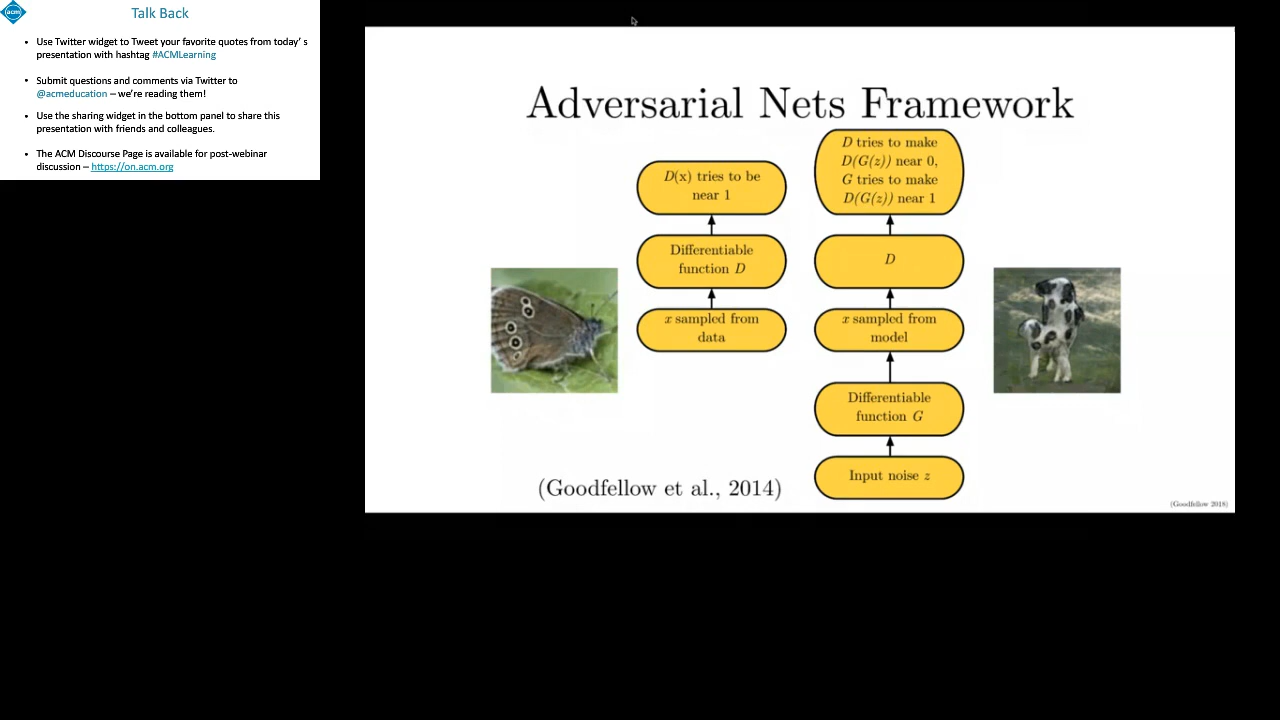 acm
Talk Back
• Use Twitter widget to Tweet your favorite quotes from today' s
presentation with hashtag #ACMLearning
• Submit questions and comments via Twitter to
@acmeducation – we're reading them!
• Use the sharing widget in the bottom panel to share this
presentation with friends and colleagues.
• The ACM Discourse Page is available for post-webinar
discussion – https://on.acm.org
Adversarial Nets Framework
D(x) tries to be
near 1
Differentiable
function D
x sampled from
data
D tries to make
D(G(z)) near 0,
G tries to make
D(G(z)) near 1
D
x sampled from
model
Differentiable
function G
Input noise z
(Goodfellow et al., 2014)
(Goodfellow 2018)